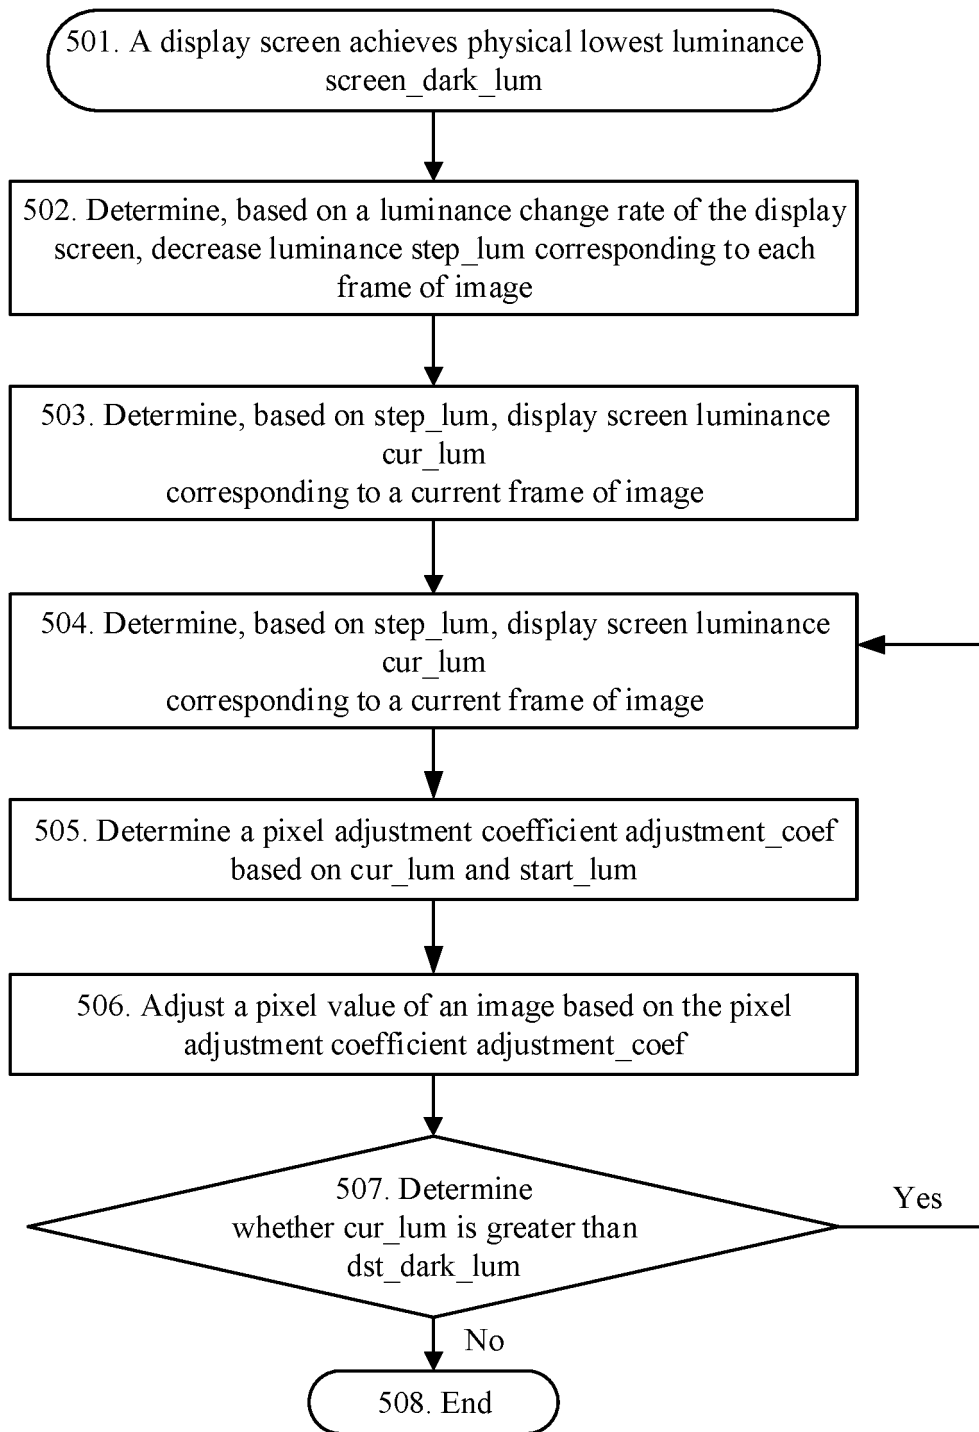 501. A display screen achieves physical lowest luminance
screen_dark_lum
502. Determine, based on a luminance change rate of the display
screen, decrease luminance step_lum corresponding to each
frame of image
503. Determine, based on step_lum, display screen luminance
cur_lum
corresponding to a current frame of image
504. Determine, based on step_lum, display screen luminance
cur_lum
corresponding to a current frame of image
505. Determine a pixel adjustment coefficient adjustment_coef
based on cur_lum and start_lum
506. Adjust a pixel value of an image based on the pixel
adjustment coefficient adjustment_coef
507. Determine
whether cur_lum is greater than
dst_dark_lum
Yes
No
508. End